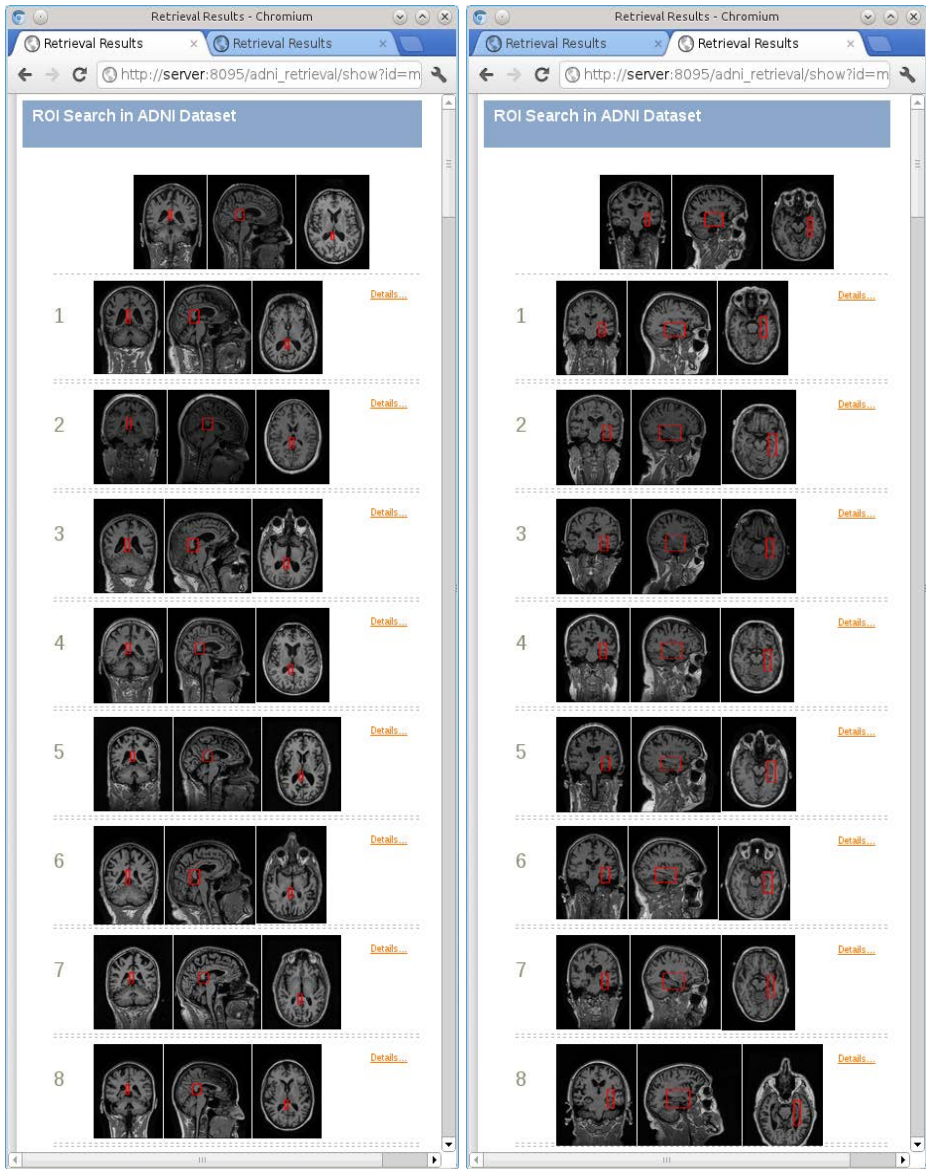 Retrieval Results - Chromium
Retrieval Results × Retrieval Results ×
http://server:8095/adni_retrieval/show?id=m
ROI Search in ADNI Dataset
1 Details...
2 Details...
3 Details...
4 Details...
5 Details...
6 Details...
7 Details...
8 Details...
Retrieval Results - Chromium
Retrieval Results × Retrieval Results ×
http://server:8095/adni_retrieval/show?id=m
ROI Search in ADNI Dataset
1 Details...
2 Details...
3 Details...
4 Details...
5 Details...
6 Details...
7 Details...
8 Details...